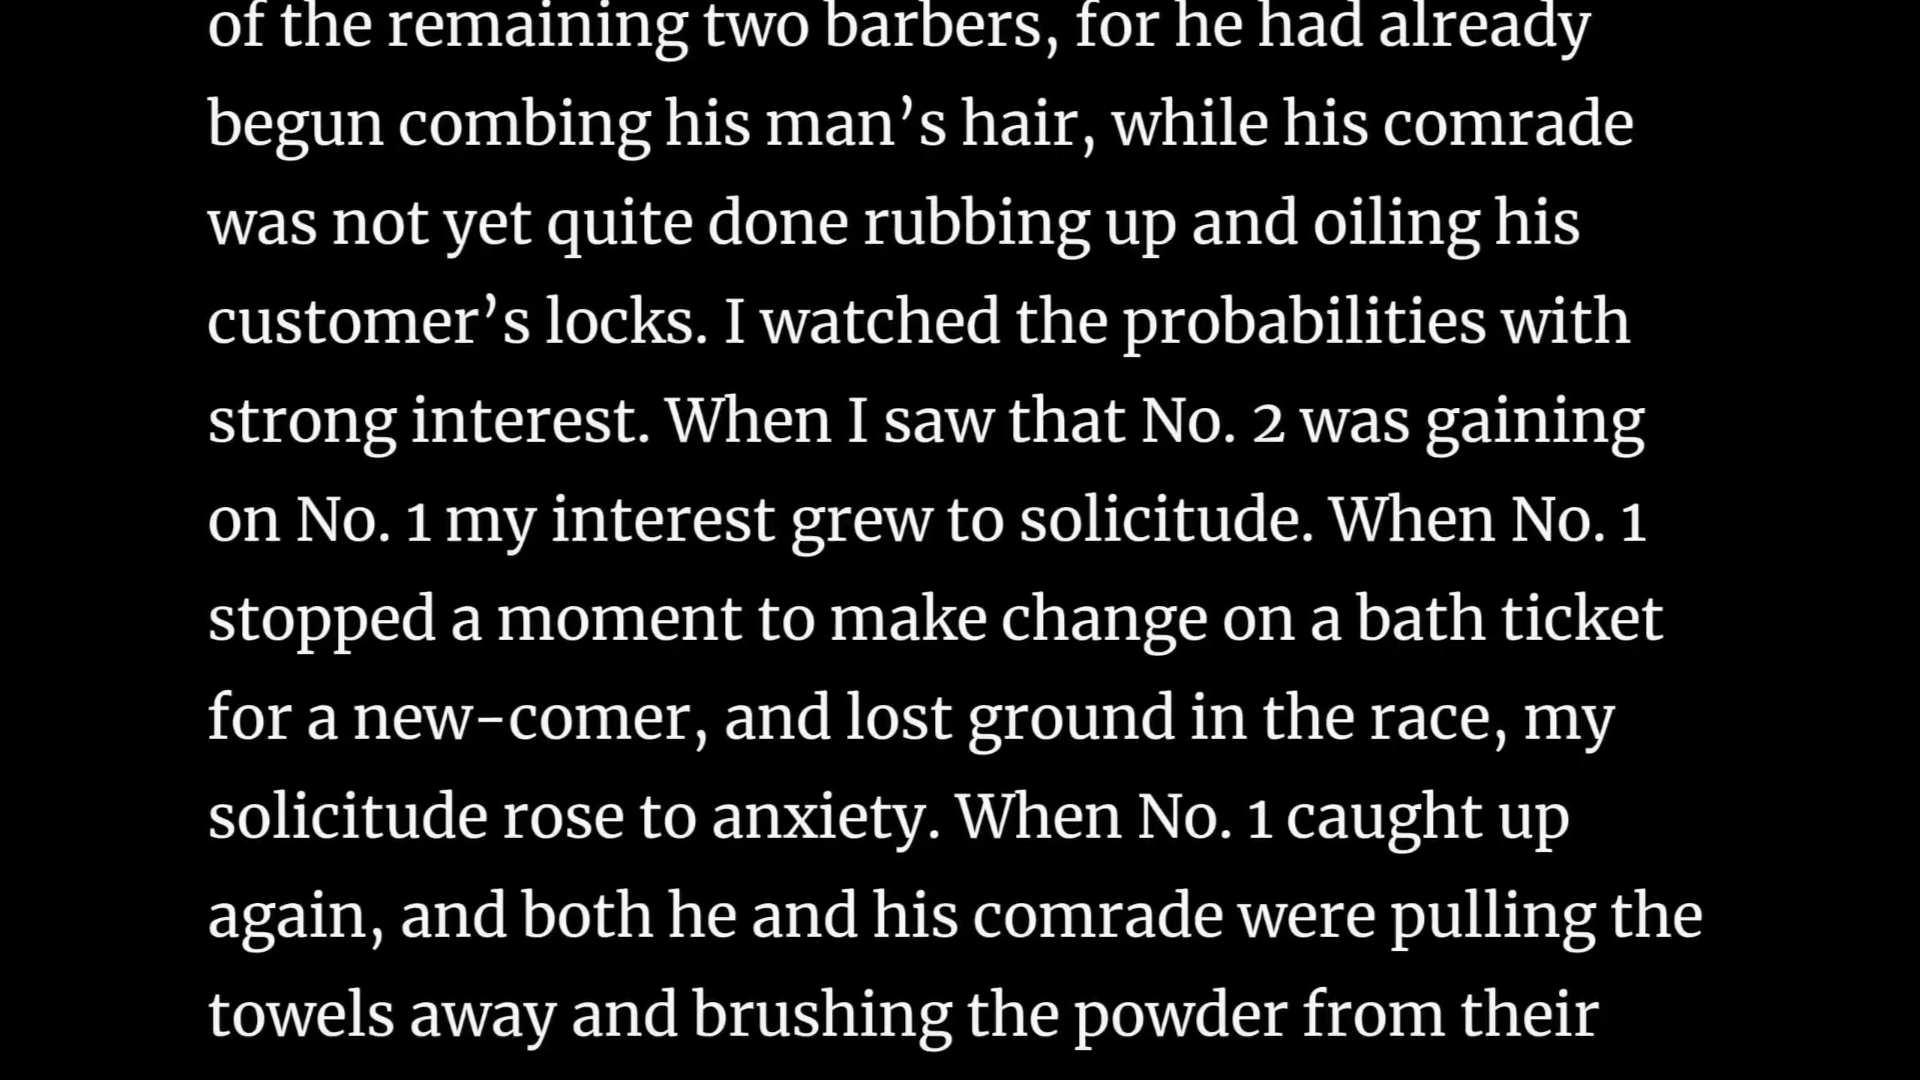 of the remaining two barbers, for he had already
begun combing his man’s hair, while his comrade
was not yet quite done rubbing up and oiling his
customer’s locks. I watched the probabilities with
strong interest. When I saw that No. 2 was gaining
on No. 1 my interest grew to solicitude. When No. 1
stopped a moment to make change on a bath ticket
for a new-comer, and lost ground in the race, my
solicitude rose to anxiety. When No. 1 caught up
again, and both he and his comrade were pulling the
towels away and brushing the powder from their